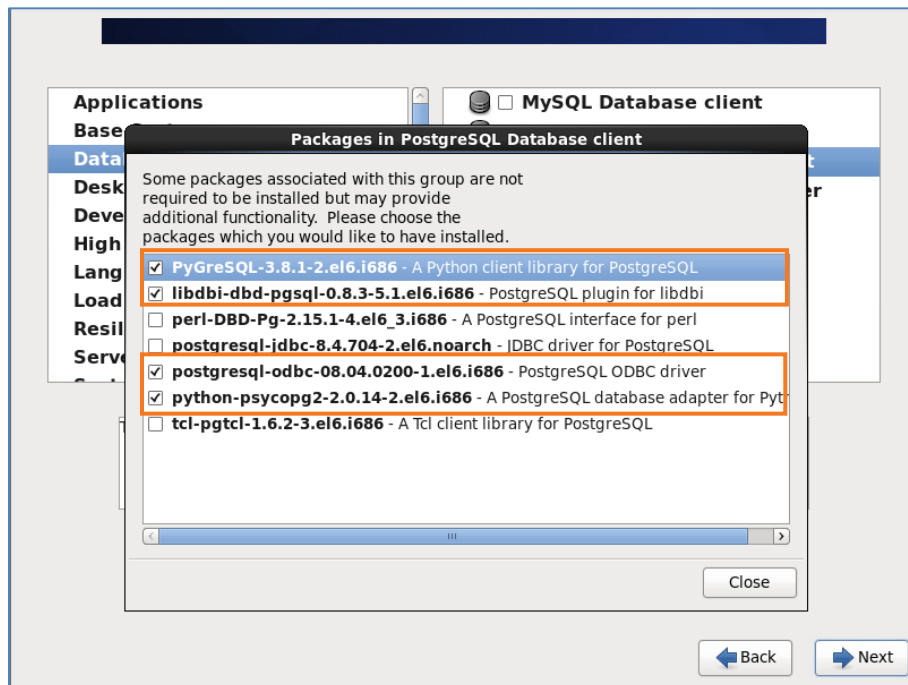 Applications
MySQL Database client
Base
Packages in PostgreSQL Database client
Data
Desk
Deve
High
Lang
Load
Resil
Serve
Some packages associated with this group are not
required to be installed but may provide
additional functionality. Please choose the
packages which you would like to have installed.
PyGreSQL-3.8.1-2.el6.i686 - A Python client library for PostgreSQL
libdbi-dbd-pgsql-0.8.3-5.1.el6.i686 - PostgreSQL plugin for libdbi
perl-DBD-Pg-2.15.1-4.el6_3.i686 - A PostgreSQL interface for perl
postgresql-jdbc-8.4.704-2.el6.noarch - JDBC driver for PostgreSQL
postgresql-odbc-08.04.0200-1.el6.i686 - PostgreSQL ODBC driver
python-psycopg2-2.0.14-2.el6.i686 - A PostgreSQL database adapter for Pyt
tcl-pgtcl-1.6.2-3.el6.i686 - A Tcl client library for PostgreSQL
Close
Back
Next